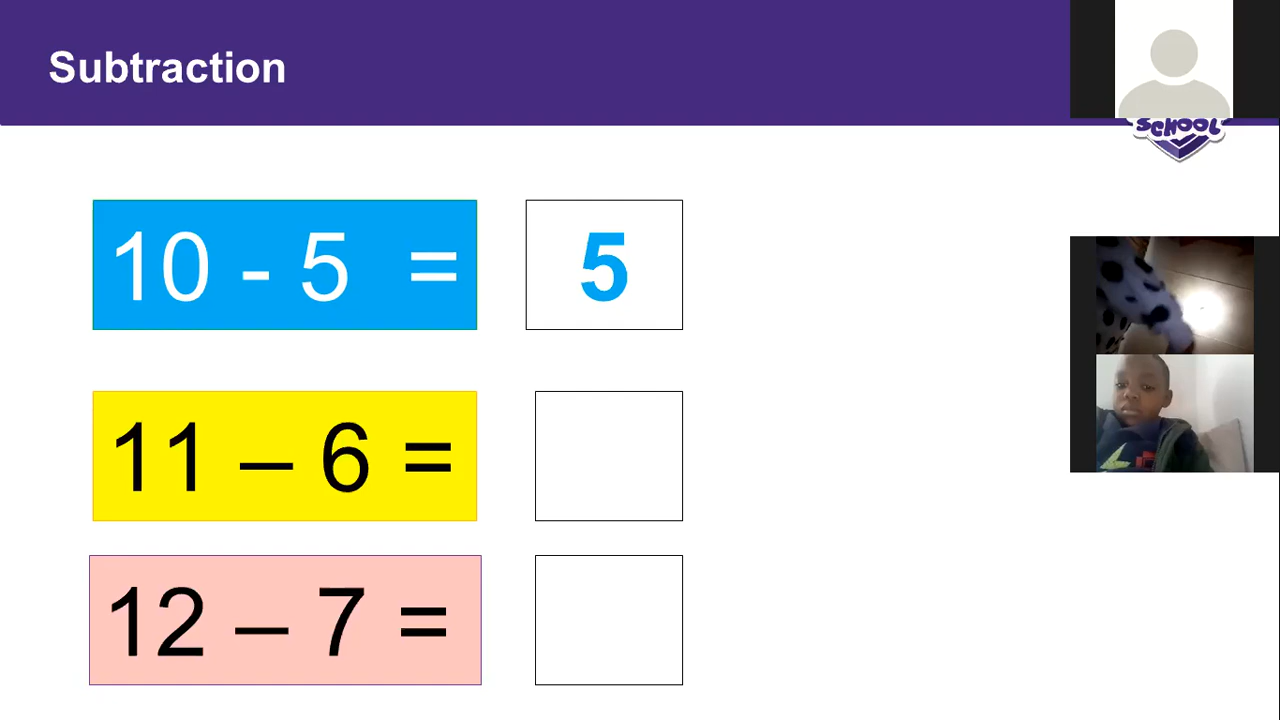 Subtraction
SCHOOL
10 - 5 = 5
11 – 6 =
12 – 7 =